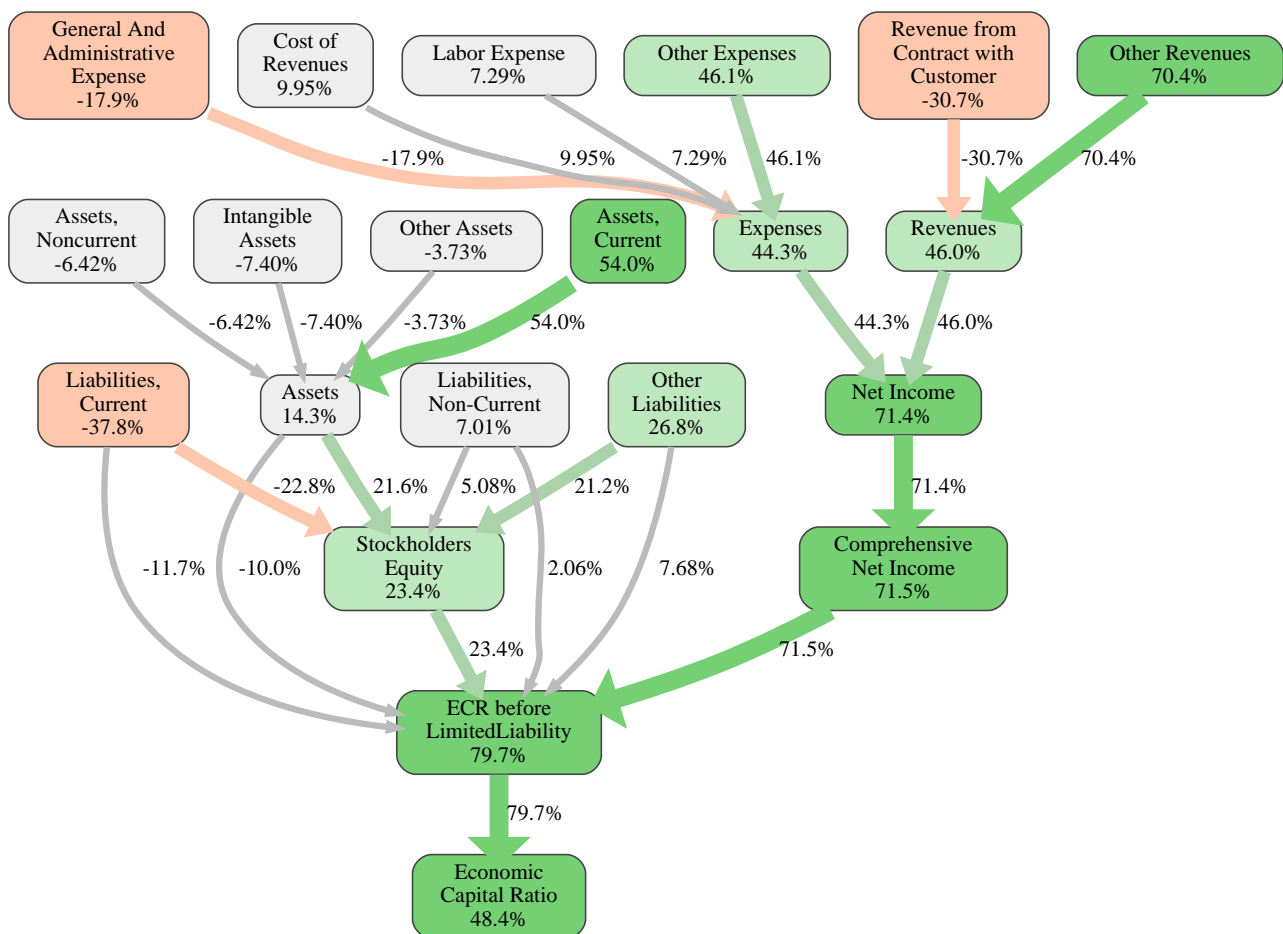 General And
Administrative
Expense
-17.9%
Cost of
Revenues
9.95%
Labor Expense
7.29%
Other Expenses
46.1%
Revenue from
Contract with
Customer
-30.7%
Other Revenues
70.4%
-17.9%
9.95%
7.29%
46.1%
-30.7%
70.4%
Assets,
Noncurrent
-6.42%
Intangible
Assets
-7.40%
Other Assets
-3.73%
Assets,
Current
54.0%
Expenses
44.3%
Revenues
46.0%
-6.42%
-7.40%
-3.73%
54.0%
44.3%
46.0%
Liabilities,
Current
-37.8%
Assets
14.3%
Liabilities,
Non-Current
7.01%
Other
Liabilities
26.8%
Net Income
71.4%
-22.8%
21.6%
5.08%
21.2%
71.4%
Stockholders
Equity
23.4%
Comprehensive
Net Income
71.5%
-11.7%
-10.0%
2.06%
7.68%
23.4%
71.5%
ECR before
LimitedLiability
79.7%
79.7%
Economic
Capital Ratio
48.4%